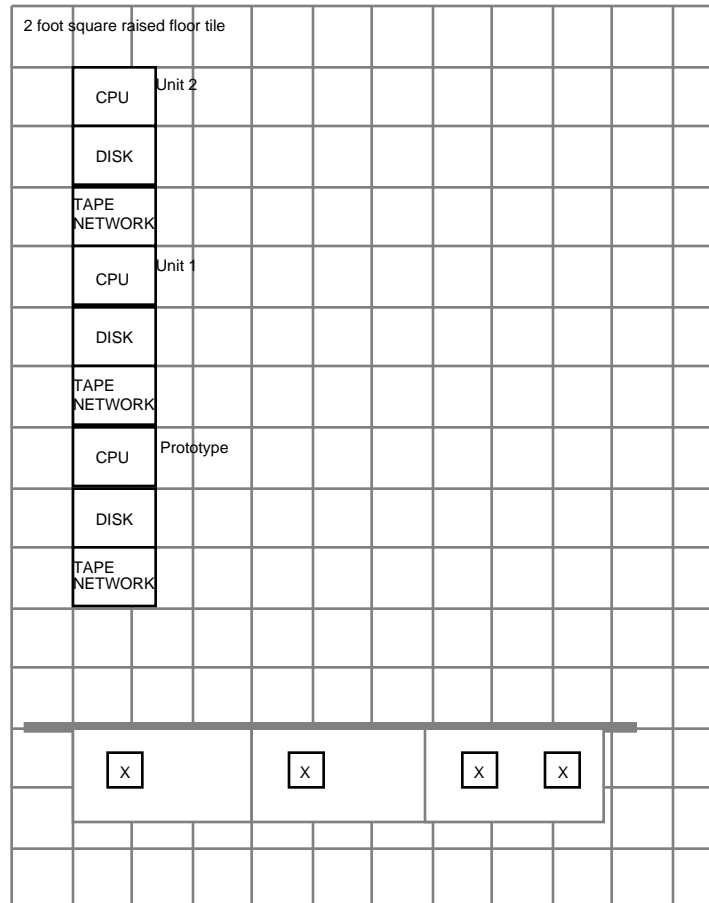 2 foot square raised floor tile
Unit 2
CPU
DISK
TAPE
NETWORK
Unit 1
CPU
DISK
TAPE
NETWORK
Prototype
CPU
DISK
TAPE
NETWORK
X X X X